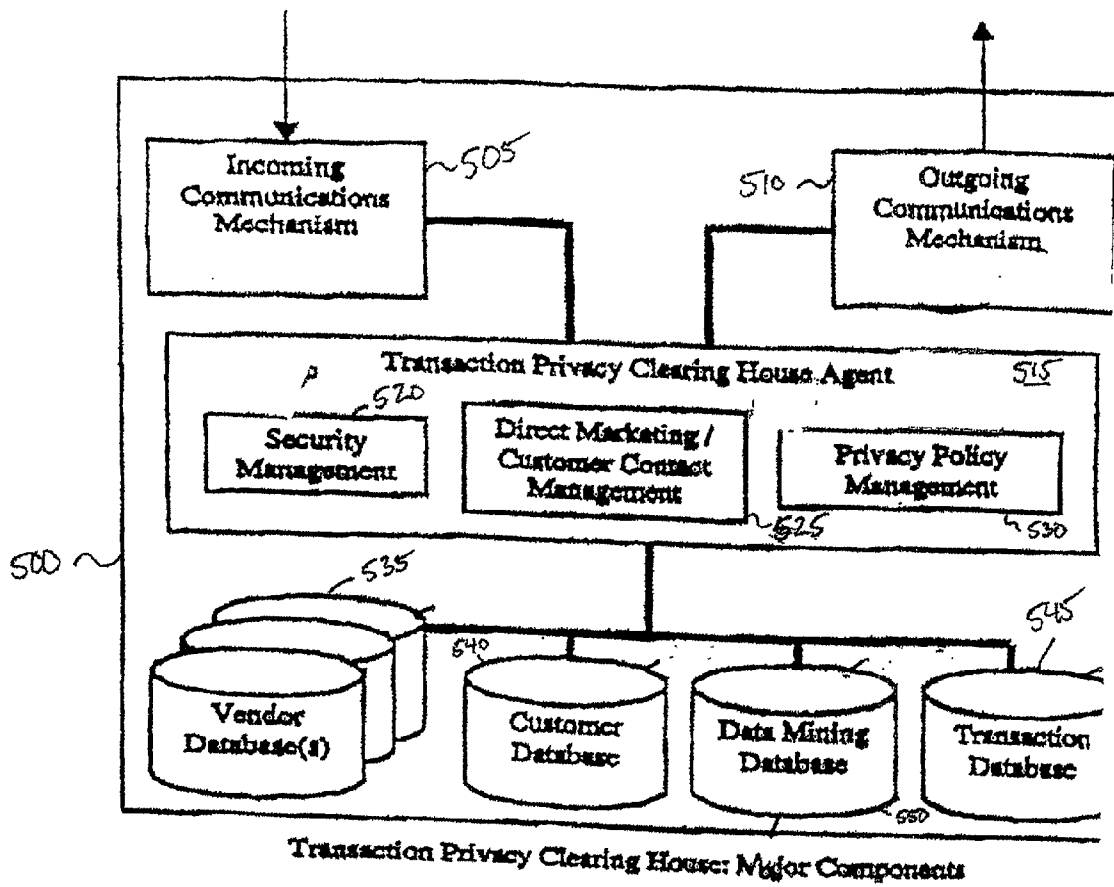 Incoming
Communications
Mechanism
505
510
Outgoing
Communications
Mechanism
Transaction Privacy Clearing House Agent
515
520
Security
Management
Direct Marketing /
Customer Contact
Management
525
Privacy Policy
Management
530
500
535
Vendor
Database(s)
540
Customer
Database
Data Mining
Database
550
545
Transaction
Database
Transaction Privacy Clearing House: Major Components